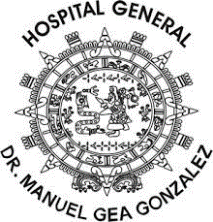 HOSPITAL GENERAL
DR. MANUEL GEA GONZALEZ